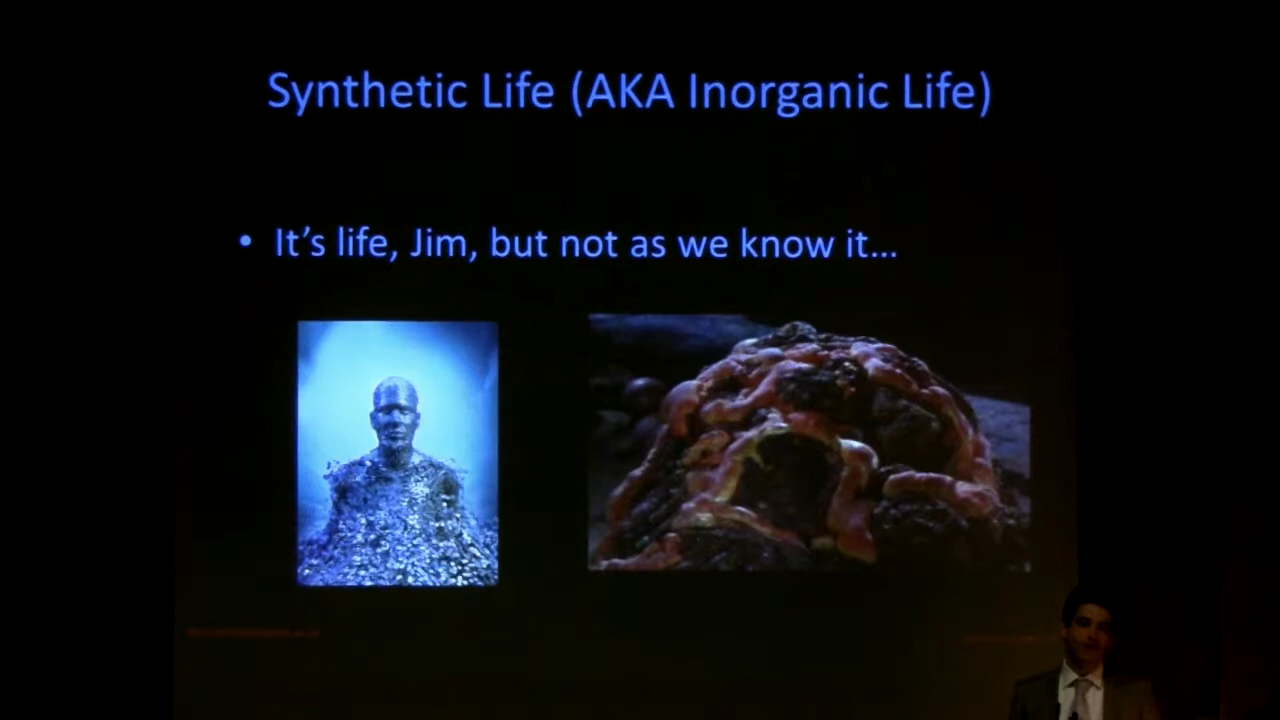 Synthetic Life (AKA Inorganic Life)
• It’s life, Jim, but not as we know it…